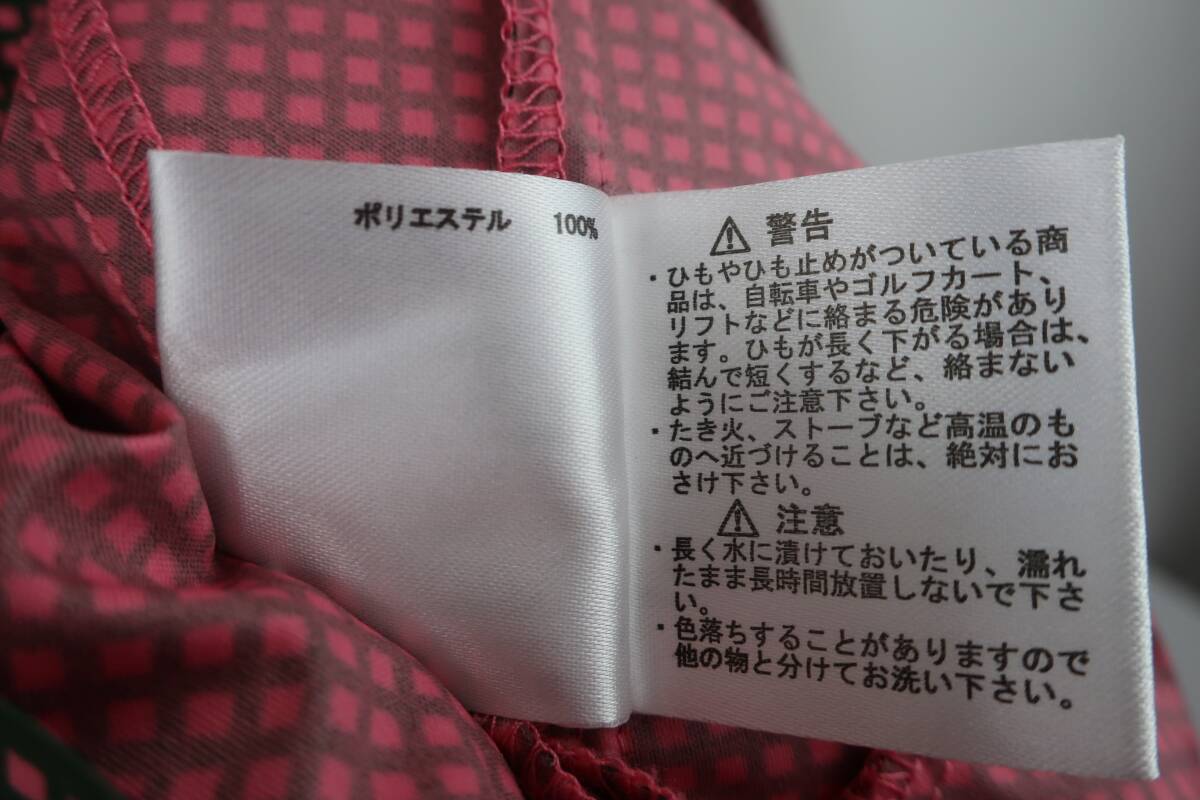 ポリエステル 100%
⚠ 警告
・ひもやひも止めがついている商
品は、自転車やゴルフカート、
リフトなどに絡まる危険があり
ます。ひもが長く下がる場合は、
結んで短くするなど、絡まない
ようにご注意下さい。
・たき火、ストーブなど高温のも
のへ近づけることは、絶対にお
さけ下さい。
⚠ 注意
・長く水に漬けておいたり、濡れ
たまま長時間放置しないで下さ
い。
・色落ちすることがありますので
他の物と分けてお洗い下さい。